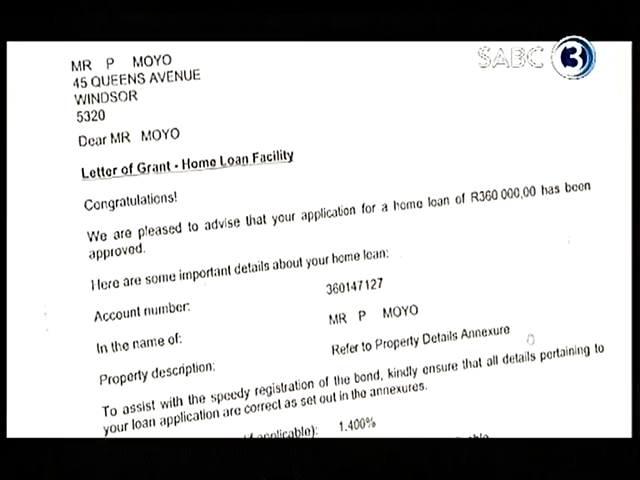 SABC 3
MR P MOYO
45 QUEENS AVENUE
WINDSOR
5320
Dear MR MOYO
Letter of Grant - Home Loan Facility
Congratulations!
We are pleased to advise that your application for a home loan of R360 000,00 has been
approved.
Here are some important details about your home loan:
Account number: 360147127
In the name of: MR P MOYO
Property description: Refer to Property Details Annexure
To assist with the speedy registration of the bond, kindly ensure that all details pertaining to
your loan application are correct as set out in the annexures.
(if applicable): 1.400%